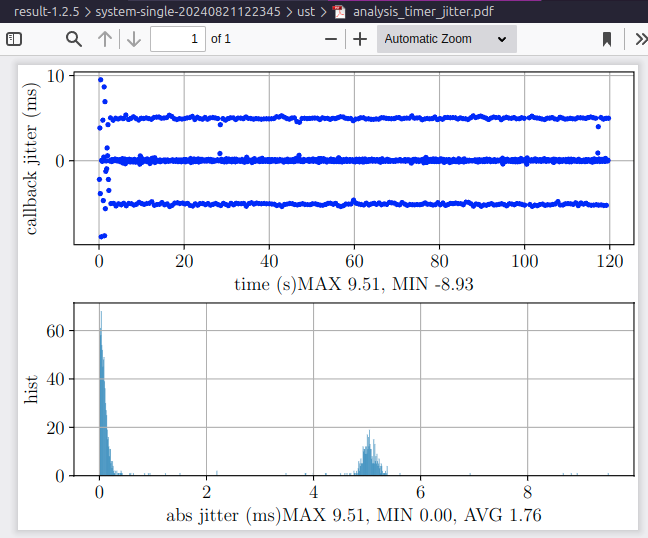 result-1.2.5 > system-single-20240821122345 > ust > analysis_timer_jitter.pdf
1 of 1 Automatic Zoom
callback jitter (ms)
10
0
0 20 40 60 80 100 120
time (s)MAX 9.51, MIN -8.93
hist
60
40
20
0
0 2 4 6 8
abs jitter (ms)MAX 9.51, MIN 0.00, AVG 1.76